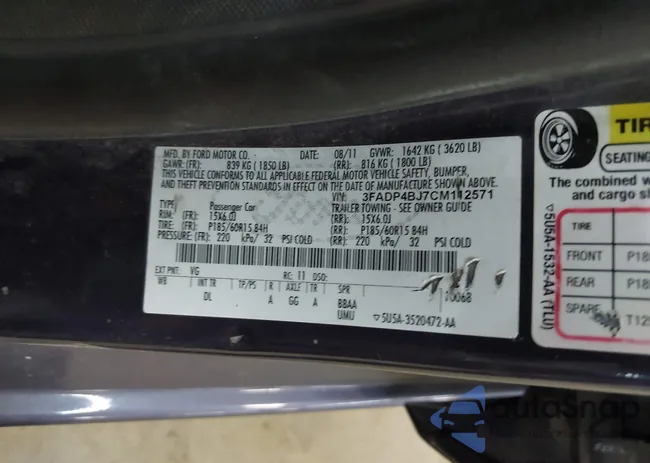 MFD. BY FORD MOTOR CO. DATE: 08/11 GVWR: 1642 KG ( 3620 LB)
GAWR: (FR): 839 KG ( 1850 LB) (RR): 816 KG ( 1800 LB)
THIS VEHICLE CONFORMS TO ALL APPLICABLE FEDERAL MOTOR VEHICLE SAFETY, BUMPER,
AND THEFT PREVENTION STANDARDS IN EFFECT ON THE DATE OF MANUFACTURE SHOWN ABOVE.
VIN: 3FADP4BJ7CM112571
TYPE: Passenger Car TRAILER TOWING - SEE OWNER GUIDE
RIM: (FR): 15X6.0J (RR): 15X6.0J
TIRE: (FR): P185/60R15 84H (RR): P185/60R15 84H
PRESSURE: (FR): 220 kPa/ 32 PSI COLD (RR): 220 kPa/ 32 PSI COLD
EXT PNT: VG RC: 11 DSO:
WB INT TR TP/PS R AXLE TR SPR 10068
DL A GG A BBAA
UMU ▽5U5A-3520472-AA
▽5U5A-1532-AA (TLU)
TIR
SEATING
The combined w
and cargo sh
TIRE
FRONT P18
REAR P18
SPARE T125
autoSnap